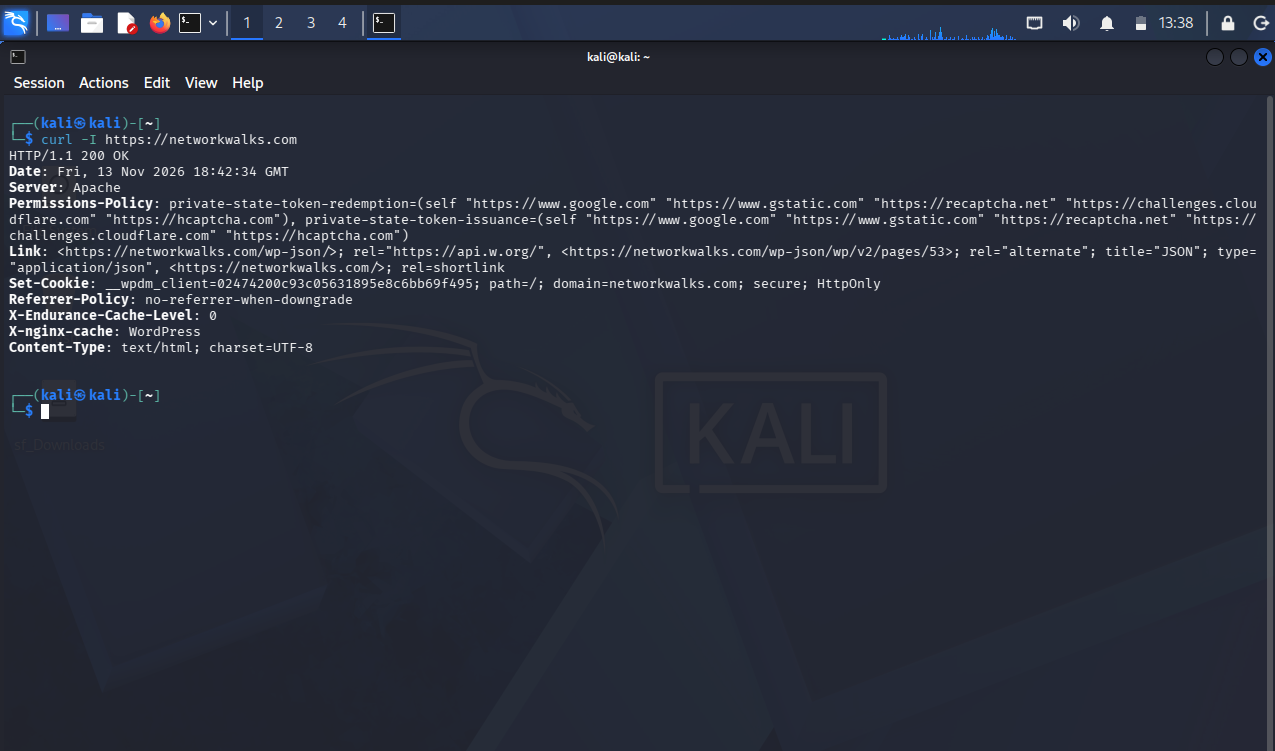 1 2 3 4 13:38
kali@kali: ~
Session Actions Edit View Help
┌──(kali㉿kali)-[~]
└─$ curl -I https://networkwalks.com
HTTP/1.1 200 OK
Date: Fri, 13 Nov 2026 18:42:34 GMT
Server: Apache
Permissions-Policy: private-state-token-redemption=(self "https://www.google.com" "https://www.gstatic.com" "https://recaptcha.net" "https://challenges.clou
dflare.com" "https://hcaptcha.com"), private-state-token-issuance=(self "https://www.google.com" "https://www.gstatic.com" "https://recaptcha.net" "https://
challenges.cloudflare.com" "https://hcaptcha.com")
Link: <https://networkwalks.com/wp-json/>; rel="https://api.w.org/", <https://networkwalks.com/wp-json/wp/v2/pages/53>; rel="alternate"; title="JSON"; type=
"application/json", <https://networkwalks.com/>; rel=shortlink
Set-Cookie: __wpdm_client=02474200c93c05631895e8c6bb69f495; path=/; domain=networkwalks.com; secure; HttpOnly
Referrer-Policy: no-referrer-when-downgrade
X-Endurance-Cache-Level: 0
X-nginx-cache: WordPress
Content-Type: text/html; charset=UTF-8
┌──(kali㉿kali)-[~]
└─$
st_Downloads
KALI